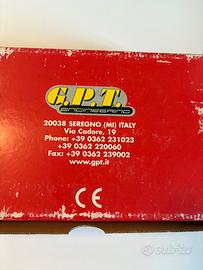 G.P.T.
ENGINEERING
20038 SEREGNO (MI) ITALY
Via Cadore, 19
Phone: +39 0362 231023
+39 0362 220060
Fax: +39 0362 239002
www.gpt.it
CE
subito